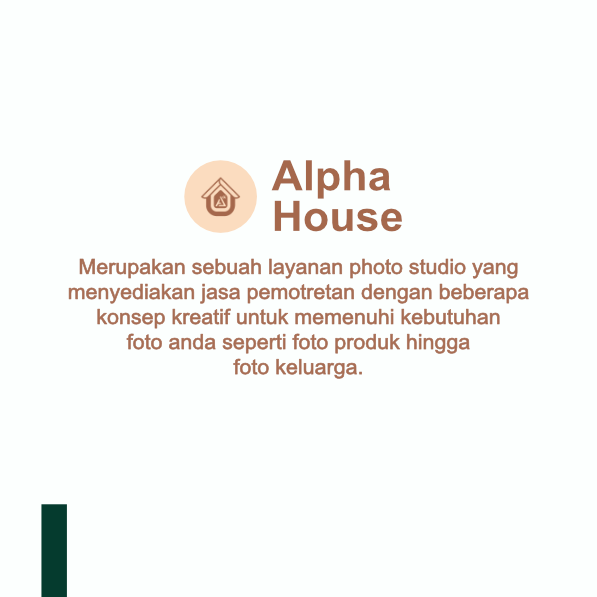 Alpha
House
Merupakan sebuah layanan photo studio yang
menyediakan jasa pemotretan dengan beberapa
konsep kreatif untuk memenuhi kebutuhan
foto anda seperti foto produk hingga
foto keluarga.